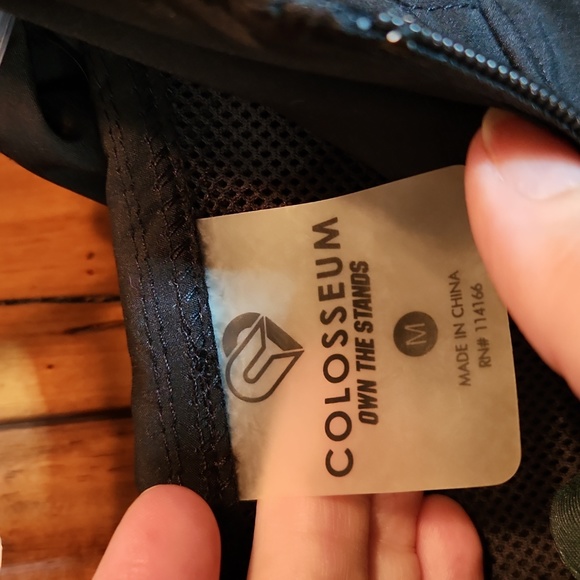 COLOSSEUM
OWN THE STANDS
M
MADE IN CHINA
RN# 114166